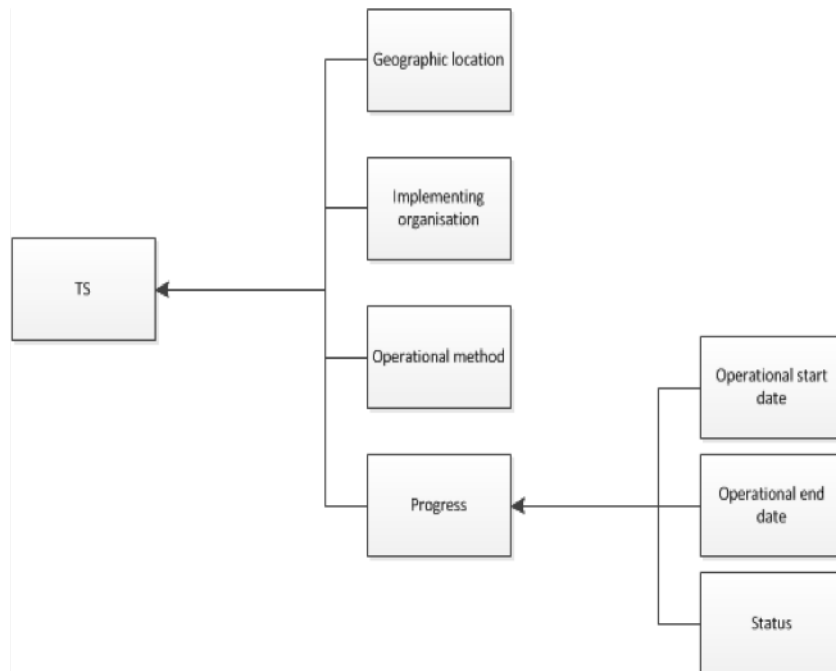 Geographic location
Implementing
organisation
TS
Operational method
Operational start
date
Progress
Operational end
date
Status